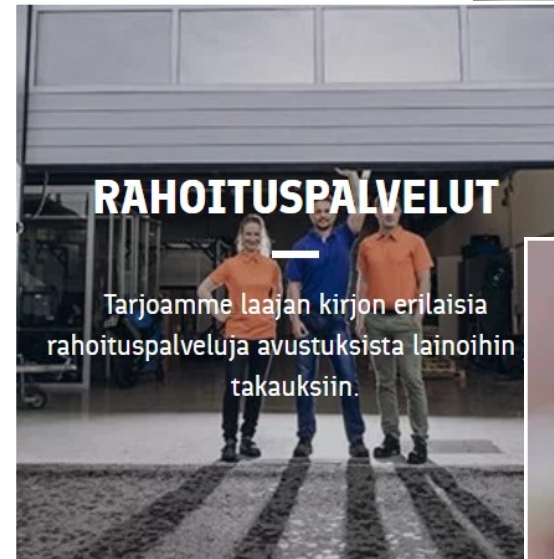 RAHOITUSPALVELUT
Tarjoamme laajan kirjon erilaisia
rahoituspalveluja avustuksista lainoihin
takauksiin.